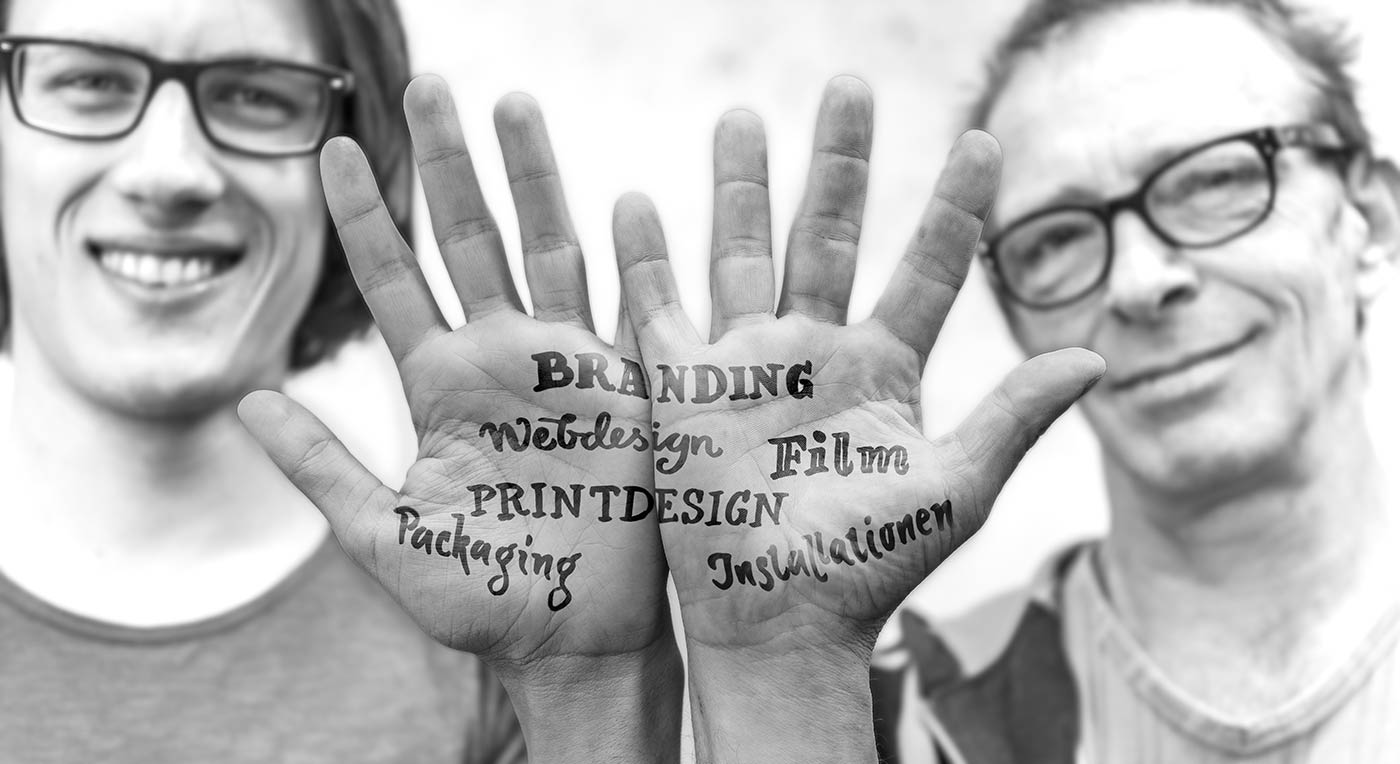 BRANDING
Webdesign
Film
PRINTDESIGN
Packaging
Installationen